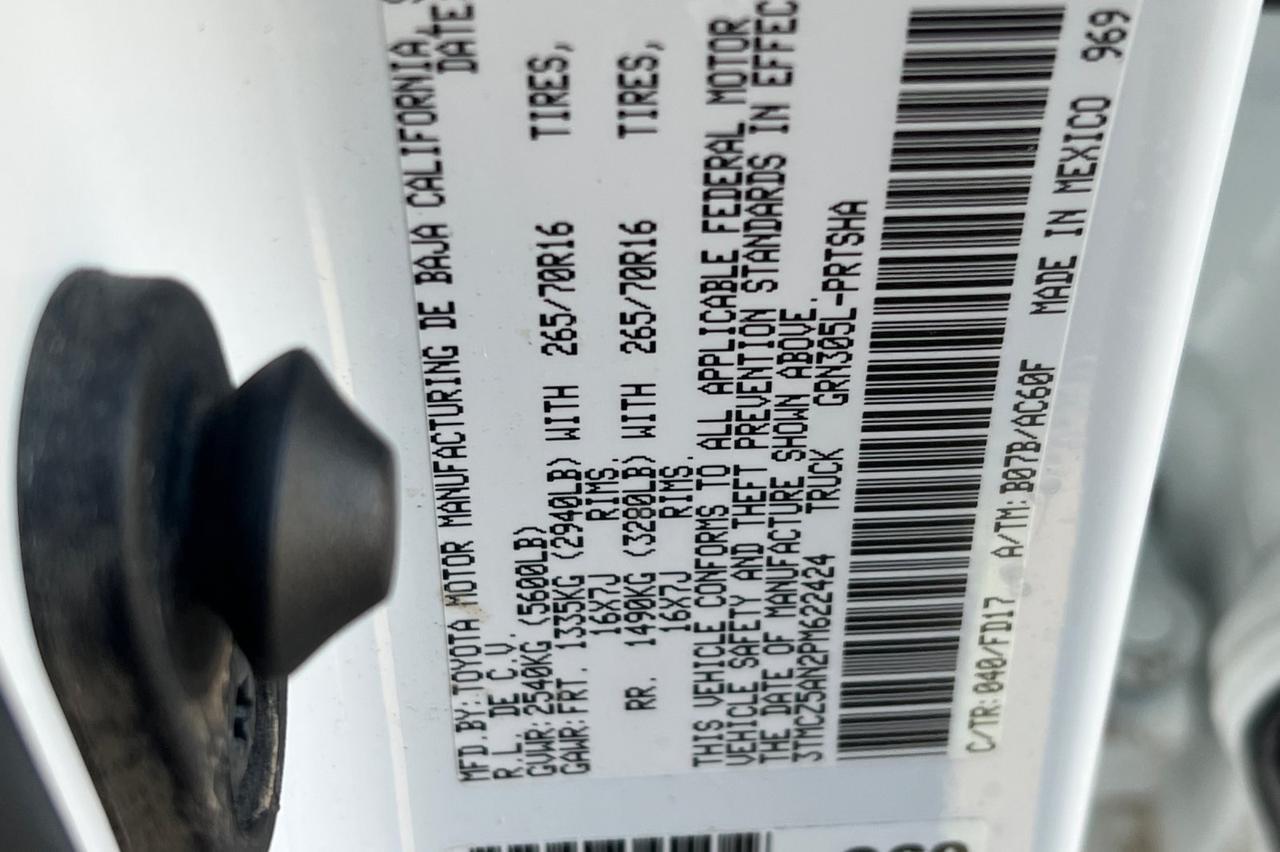 MFD.BY:TOYOTA MOTOR MANUFACTURING DE BAJA CALIFORNIA,
R.L. DE C.V. DATE:
GVWR:2540KG (5600LB)
GAWR:FRT. 1335KG (2940LB) WITH 265/70R16 TIRES,
16X7J RIMS.
RR. 1490KG (3280LB) WITH 265/70R16 TIRES,
16X7J RIMS.
THIS VEHICLE CONFORMS TO ALL APPLICABLE FEDERAL MOTOR
VEHICLE SAFETY AND THEFT PREVENTION STANDARDS IN EFFEC
THE DATE OF MANUFACTURE SHOWN ABOVE.
3TMCZ5AN2PM622424 TRUCK GRN305L-PRTSHA
C/TR:040/FD17 A/TM:B07B/AC60F MADE IN MEXICO 969